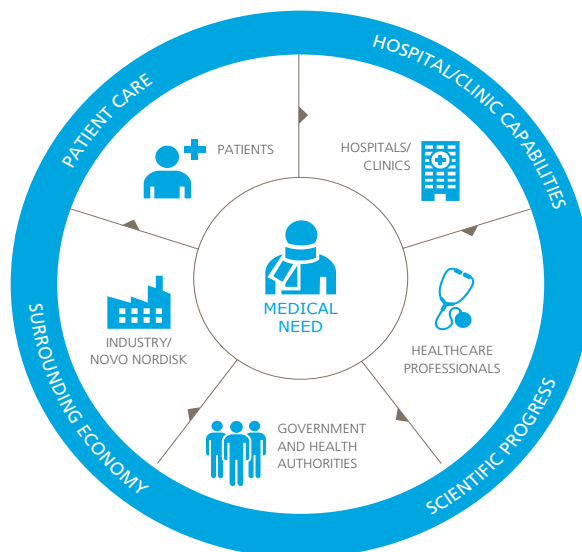 PATIENT CARE
HOSPITAL/CLINIC CAPABILITIES
PATIENTS
HOSPITALS/
CLINICS
MEDICAL
NEED
INDUSTRY/
NOVO NORDISK
HEALTHCARE
PROFESSIONALS
GOVERNMENT
AND HEALTH
AUTHORITIES
SURROUNDING ECONOMY
SCIENTIFIC PROGRESS